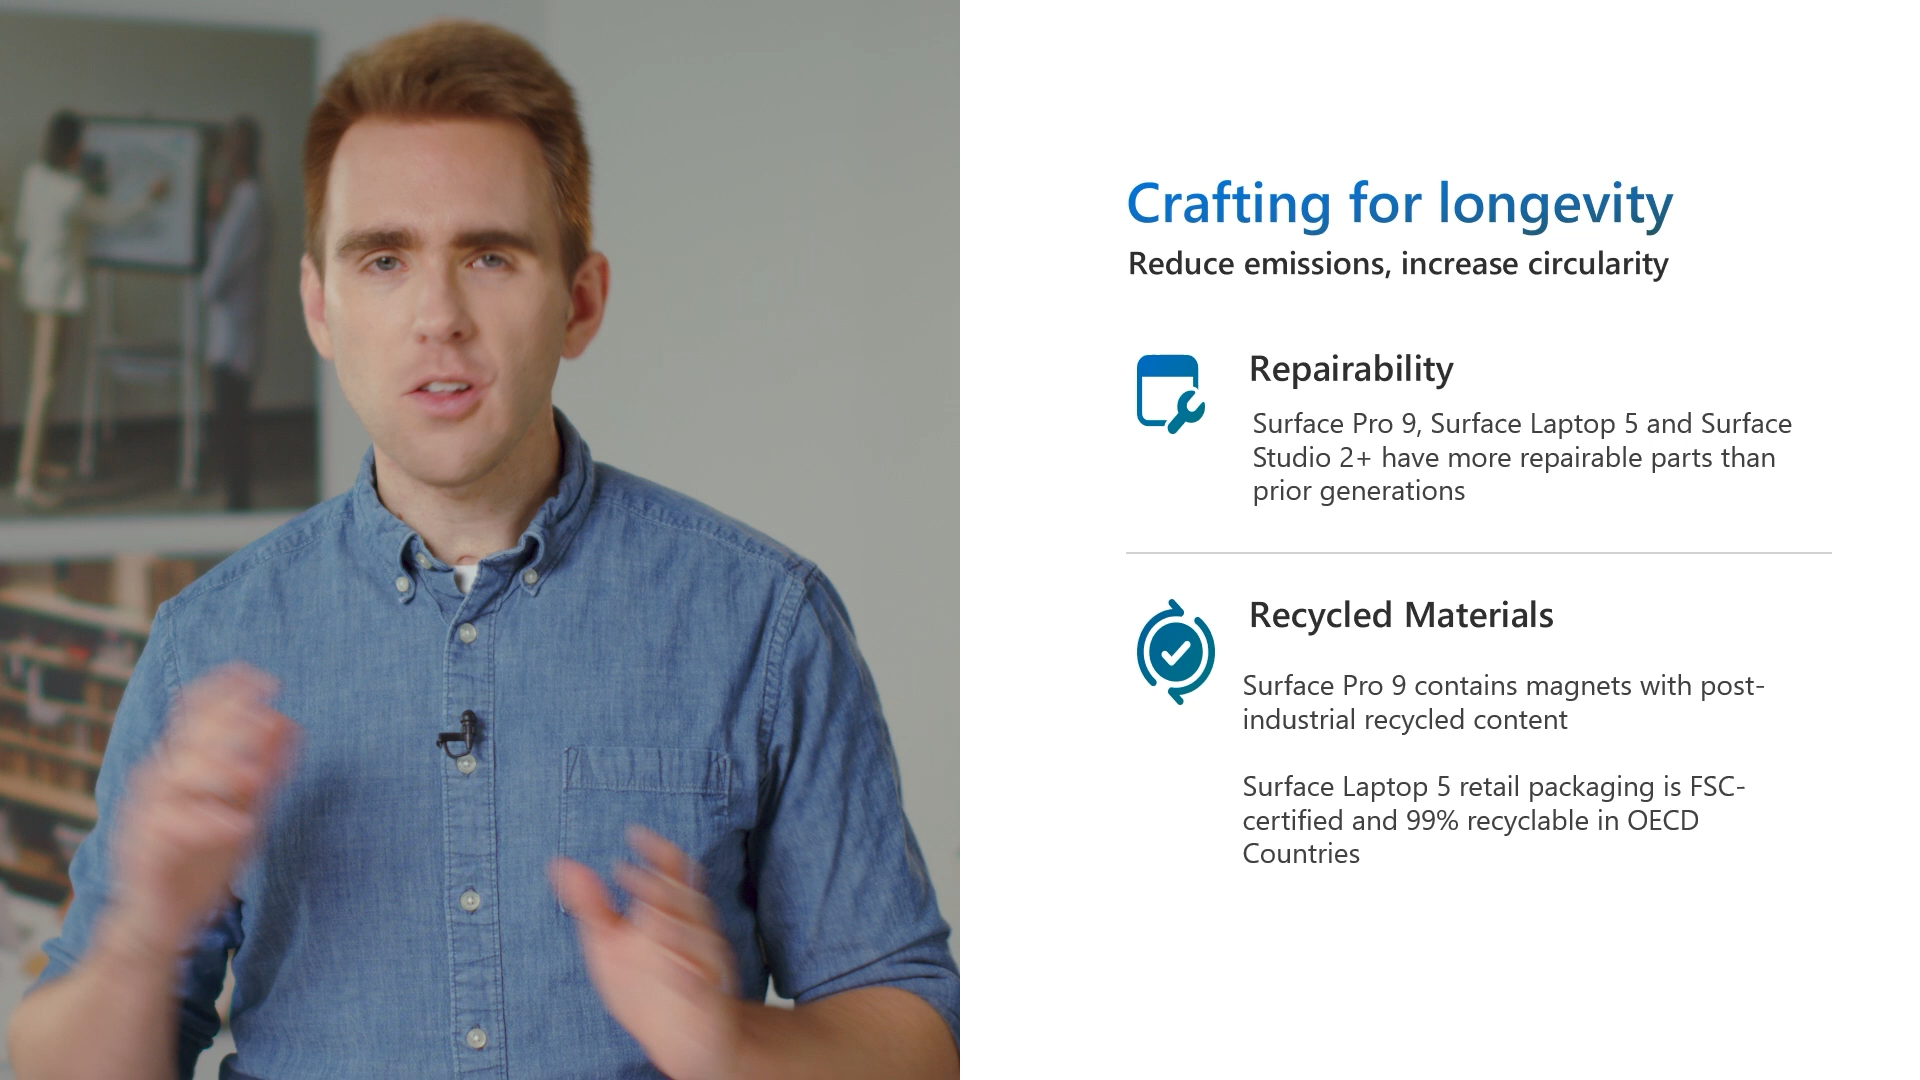 Crafting for longevity
Reduce emissions, increase circularity
Repairability
Surface Pro 9, Surface Laptop 5 and Surface
Studio 2+ have more repairable parts than
prior generations
Recycled Materials
Surface Pro 9 contains magnets with post-
industrial recycled content
Surface Laptop 5 retail packaging is FSC-
certified and 99% recyclable in OECD
Countries